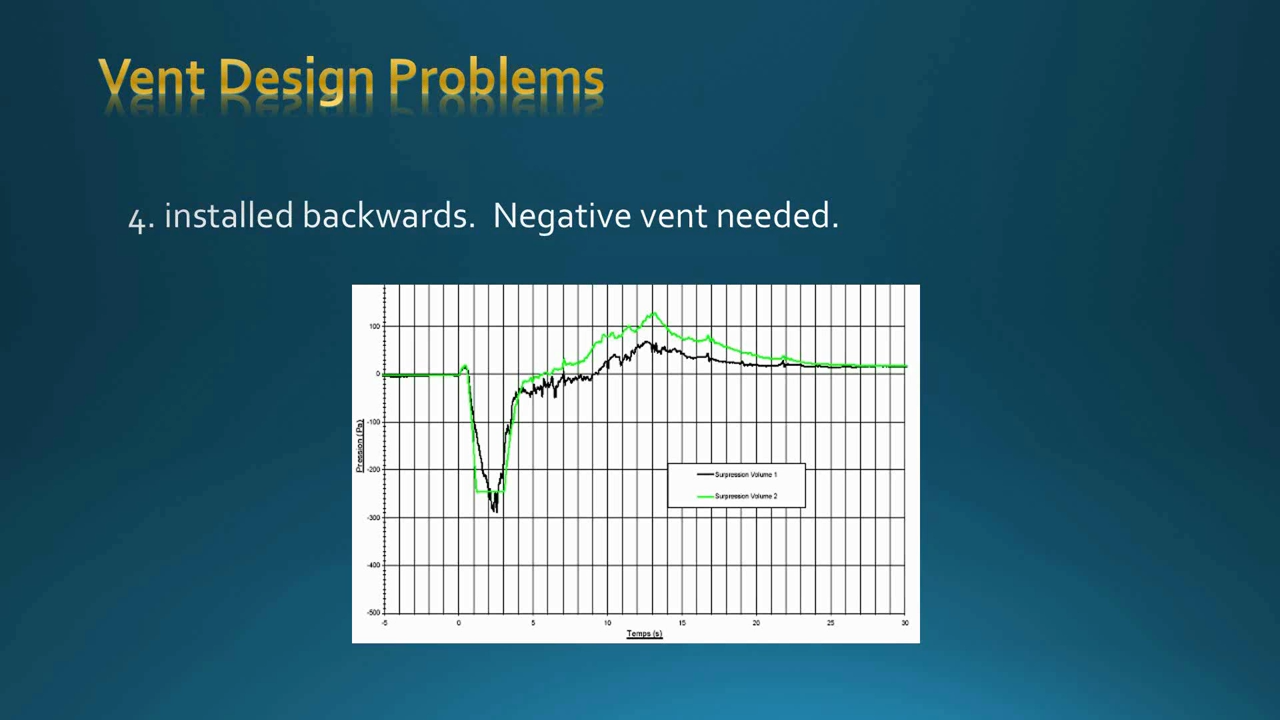 Vent Design Problems
4. installed backwards.  Negative vent needed.
100
0
-100
-200
-300
-400
-500
Pression (Pa)
Surpression Volume 1
Surpression Volume 2
-5 0 5 10 15 20 25 30
Temps (s)